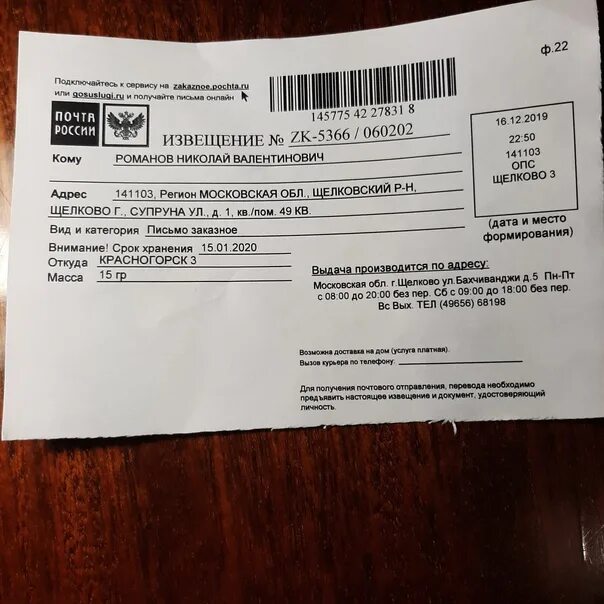 ф.22
Подключайтесь к сервису на zakaznoe.pochta.ru
или gosuslugi.ru и получайте письма онлайн
145775 42 27831 8
ПОЧТА
РОССИИ
ИЗВЕЩЕНИЕ № ZK-5366 / 060202
16.12.2019
22:50
141103
ОПС
ЩЕЛКОВО 3
(дата и место
формирования)
Кому РОМАНОВ НИКОЛАЙ ВАЛЕНТИНОВИЧ
Адрес 141103, Регион МОСКОВСКАЯ ОБЛ., ЩЕЛКОВСКИЙ Р-Н,
ЩЕЛКОВО Г., СУПРУНА УЛ., д. 1, кв./пом. 49 КВ.
Вид и категория Письмо заказное
Внимание! Срок хранения 15.01.2020
Откуда КРАСНОГОРСК 3
Масса 15 гр
Выдача производится по адресу:
Московская обл. г.Щелково ул.Бахчиванджи д.5 Пн-Пт
с 08:00 до 20:00 без пер. Сб с 09:00 до 18:00 без пер.
Вс Вых. ТЕЛ (49656) 68198
Возможна доставка на дом (услуга платная).
Вызов курьера по телефону:
Для получения почтового отправления, перевода необходимо
предъявить настоящее извещение и документ, удостоверяющий
личность.